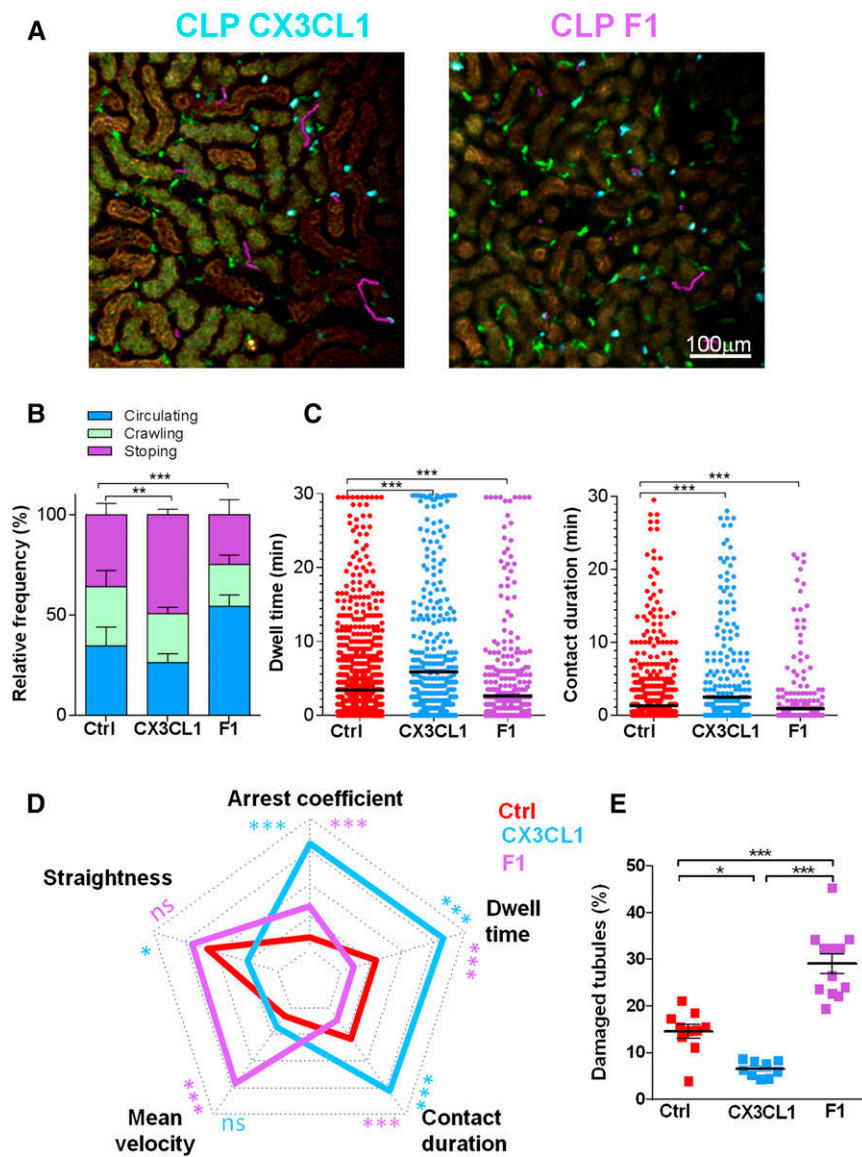 A
CLP CX3CL1
CLP F1
100μm
B
Circulating
Crawling
Stoping
***
**
Relative frequency (%)
100
50
0
Ctrl
CX3CL1
F1
C
***
***
Dwell time (min)
30
20
10
0
Ctrl
CX3CL1
F1
***
***
Contact duration (min)
30
20
10
0
Ctrl
CX3CL1
F1
D
Arrest coefficient
*** ***
Straightness
ns
*
Dwell time
***
***
Mean velocity
***
ns
Contact duration
***
***
Ctrl
CX3CL1
F1
E
***
* ***
Damaged tubules (%)
50
40
30
20
10
0
Ctrl
CX3CL1
F1